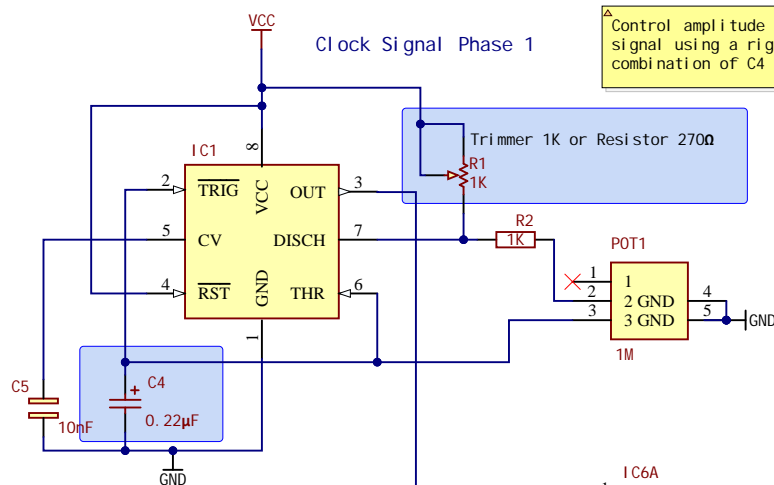 VCC
Clock Signal Phase 1
Control amplitude
signal using a rig
combination of C4
Trimmer 1K or Resistor 270Ω
R1
1K
IC1
8
2
TRIG
VCC
OUT
3
5
CV
DISCH
7
R2
1K
POT1
4
RST
GND
THR
6
1
1
1
2
2 GND
4
3
3 GND
5
GND
1M
C5
10nF
+
C4
0.22µF
GND
IC6A